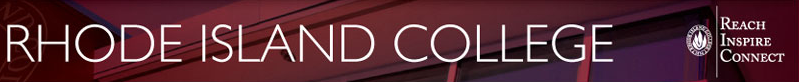 RHODE ISLAND COLLEGE
REACH
INSPIRE
CONNECT